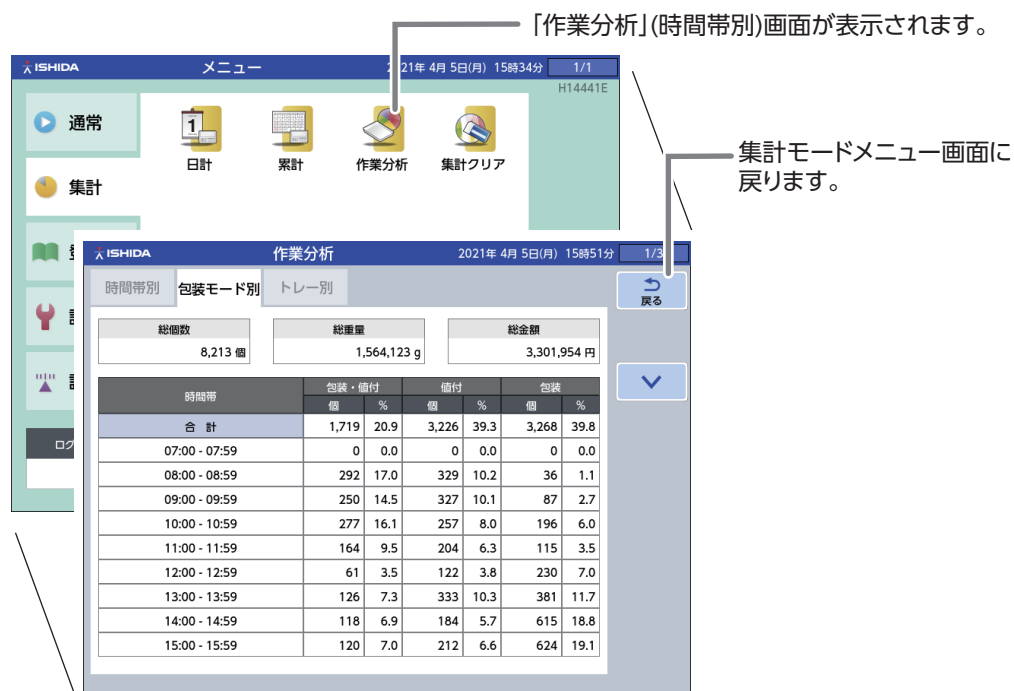 「作業分析」(時間帯別)画面が表示されます。
ISHIDA メニュー 21年 4月 5日(月) 15時34分 1/1
H14441E
通常
日計 累計 作業分析 集計クリア
集計
集計モードメニュー画面に
戻ります。
ISHIDA 作業分析 2021年 4月 5日(月) 15時51分 1/3
時間帯別 包装モード別 トレー別
戻る
総個数 総重量 総金額
8,213 個 1,564,123 g 3,301,954 円
時間帯 包装・値付 値付 包装
個 % 個 % 個 %
合 計 1,719 20.9 3,226 39.3 3,268 39.8
07:00 - 07:59 0 0.0 0 0.0 0 0.0
08:00 - 08:59 292 17.0 329 10.2 36 1.1
09:00 - 09:59 250 14.5 327 10.1 87 2.7
10:00 - 10:59 277 16.1 257 8.0 196 6.0
11:00 - 11:59 164 9.5 204 6.3 115 3.5
12:00 - 12:59 61 3.5 122 3.8 230 7.0
13:00 - 13:59 126 7.3 333 10.3 381 11.7
14:00 - 14:59 118 6.9 184 5.7 615 18.8
15:00 - 15:59 120 7.0 212 6.6 624 19.1
ログ